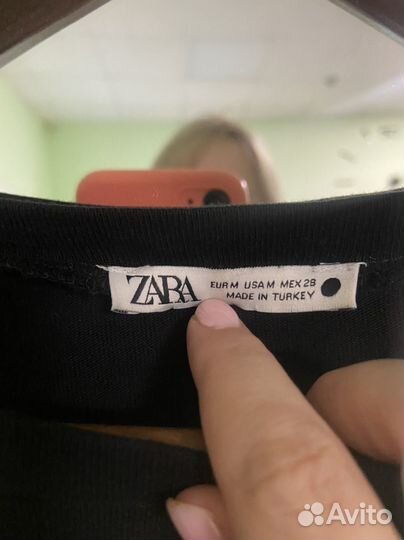 ZARA
EUR M USA M MEX 28
MADE IN TURKEY
Avito